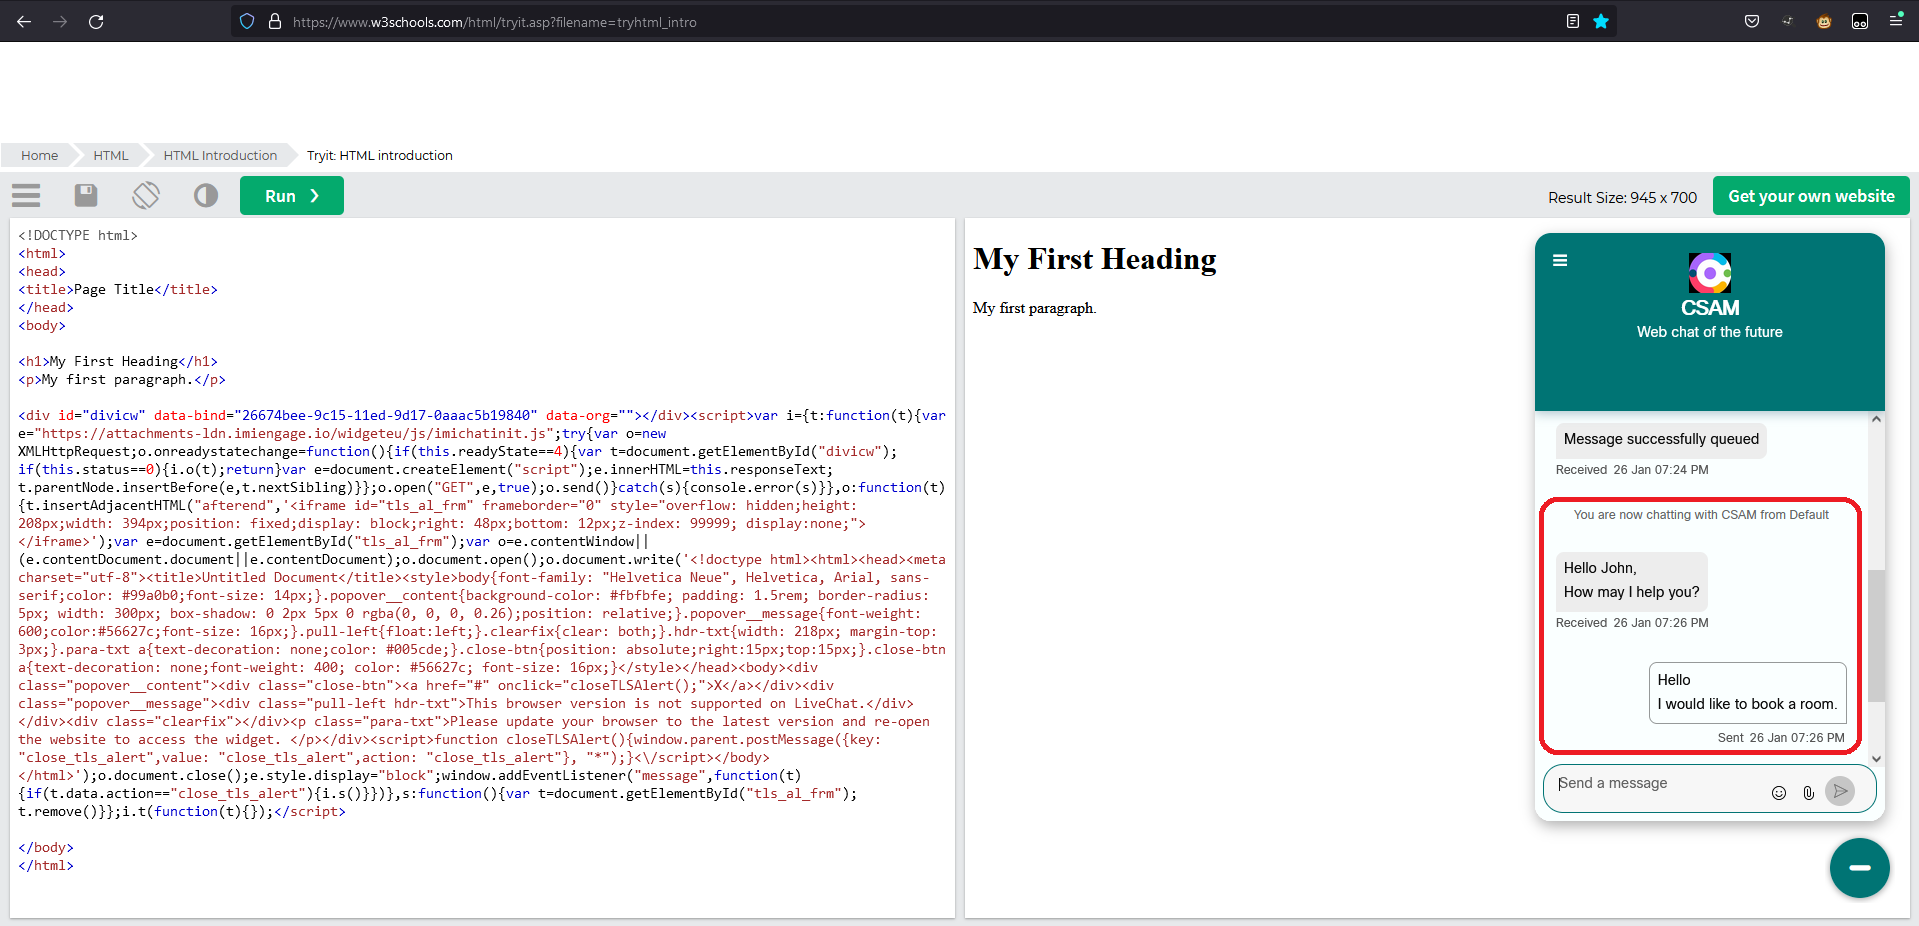 https://www.w3schools.com/html/tryit.asp?filename=tryhtml_intro
Home
HTML
HTML Introduction
Tryit: HTML introduction
Run ❯
Result Size: 945 x 700
Get your own website
<!DOCTYPE html>
<html>
<head>
<title>Page Title</title>
</head>
<body>
<h1>My First Heading</h1>
<p>My first paragraph.</p>
<div id="divicw" data-bind="26674bee-9c15-11ed-9d17-0aaac5b19840" data-org=""></div><script>var i={t:function(t){var
e="https://attachments-ldn.imiengage.io/widgeteu/js/imichatinit.js";try{var o=new
XMLHttpRequest;o.onreadystatechange=function(){if(this.readyState==4){var t=document.getElementById("divicw");
if(this.status==0){i.o(t);return}var e=document.createElement("script");e.innerHTML=this.responseText;
t.parentNode.insertBefore(e,t.nextSibling)}};o.open("GET",e,true);o.send()}catch(s){console.error(s)}},o:function(t)
{t.insertAdjacentHTML("afterend",'<iframe id="tls_al_frm" frameborder="0" style="overflow: hidden;height:
208px;width: 394px;position: fixed;display: block;right: 48px;bottom: 12px;z-index: 99999; display:none;">
</iframe>');var e=document.getElementById("tls_al_frm");var o=e.contentWindow||
(e.contentDocument.document||e.contentDocument);o.document.open();o.document.write('<!doctype html><html><head><meta
charset="utf-8"><title>Untitled Document</title><style>body{font-family: "Helvetica Neue", Helvetica, Arial, sans-
serif;color: #99a0b0;font-size: 14px;}.popover__content{background-color: #fbfbfe; padding: 1.5rem; border-radius:
5px; width: 300px; box-shadow: 0 2px 5px 0 rgba(0, 0, 0, 0.26);position: relative;}.popover__message{font-weight:
600;color:#56627c;font-size: 16px;}.pull-left{float:left;}.clearfix{clear: both;}.hdr-txt{width: 218px; margin-top:
3px;}.para-txt a{text-decoration: none;color: #005cde;}.close-btn{position: absolute;right:15px;top:15px;}.close-btn
a{text-decoration: none;font-weight: 400; color: #56627c; font-size: 16px;}</style></head><body><div
class="popover__content"><div class="close-btn"><a href="#" onclick="closeTLSAlert();">X</a></div><div
class="popover__message"><div class="pull-left hdr-txt">This browser version is not supported on LiveChat.</div>
</div><div class="clearfix"></div><p class="para-txt">Please update your browser to the latest version and re-open
the website to access the widget. </p></div><script>function closeTLSAlert(){window.parent.postMessage({key:
"close_tls_alert",value: "close_tls_alert",action: "close_tls_alert"}, "*");}<\/script></body>
</html>');o.document.close();e.style.display="block";window.addEventListener("message",function(t)
{if(t.data.action=="close_tls_alert"){i.s()}})},s:function(){var t=document.getElementById("tls_al_frm");
t.remove()}};i.t(function(t){});</script>
</body>
</html>
My First Heading
My first paragraph.
CSAM
Web chat of the future
Message successfully queued
Received 26 Jan 07:24 PM
You are now chatting with CSAM from Default
Hello John,
How may I help you?
Received 26 Jan 07:26 PM
Hello
I would like to book a room.
Sent 26 Jan 07:26 PM
Send a message